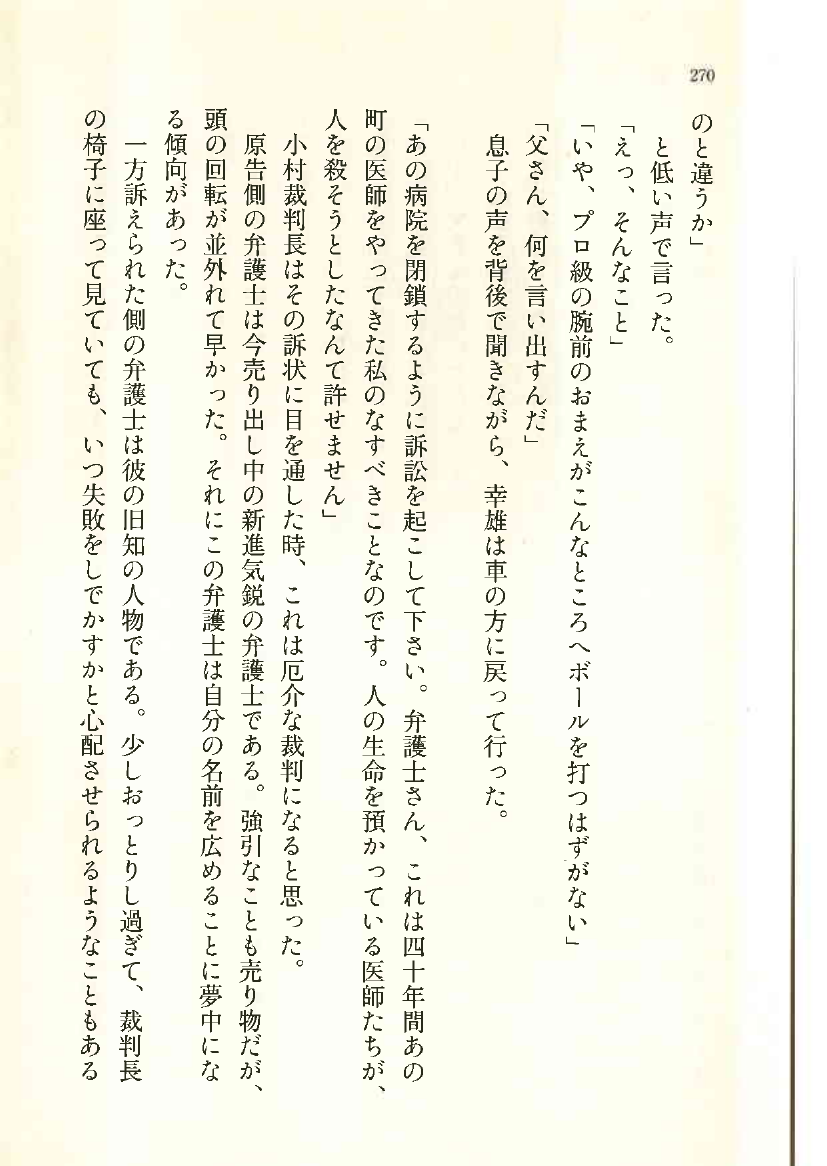 270
のと違うか」
と低い声で言った。
「えっ、そんなこと」
「いや、プロ級の腕前のおまえがこんなところへボールを打つはずがない」
「父さん、何を言い出すんだ」
息子の声を背後で聞きながら、幸雄は車の方に戻って行った。
「あの病院を閉鎖するように訴訟を起こして下さい。弁護士さん、これは四十年間あの
町の医師をやってきた私のなすべきことなのです。人の生命を預かっている医師たちが、
人を殺そうとしたなんて許せません」
小村裁判長はその訴状に目を通した時、これは厄介な裁判になると思った。
原告側の弁護士は今売り出し中の新進気鋭の弁護士である。強引なことも売り物だが、
頭の回転が並外れて早かった。それにこの弁護士は自分の名前を広めることに夢中にな
る傾向があった。
一方訴えられた側の弁護士は彼の旧知の人物である。少しおっとりし過ぎて、裁判長
の椅子に座って見ていても、いつ失敗をしでかすかと心配させられるようなこともある